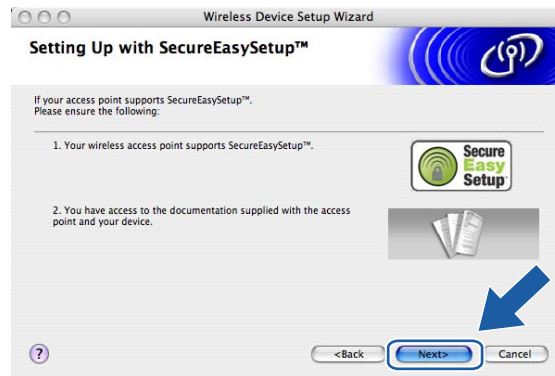 Wireless Device Setup Wizard
Setting Up with SecureEasySetup™
If your access point supports SecureEasySetup™.
Please ensure the following:
1. Your wireless access point supports SecureEasySetup™.
Secure
Easy
Setup
2. You have access to the documentation supplied with the access
point and your device.
?
<Back
Next>
Cancel